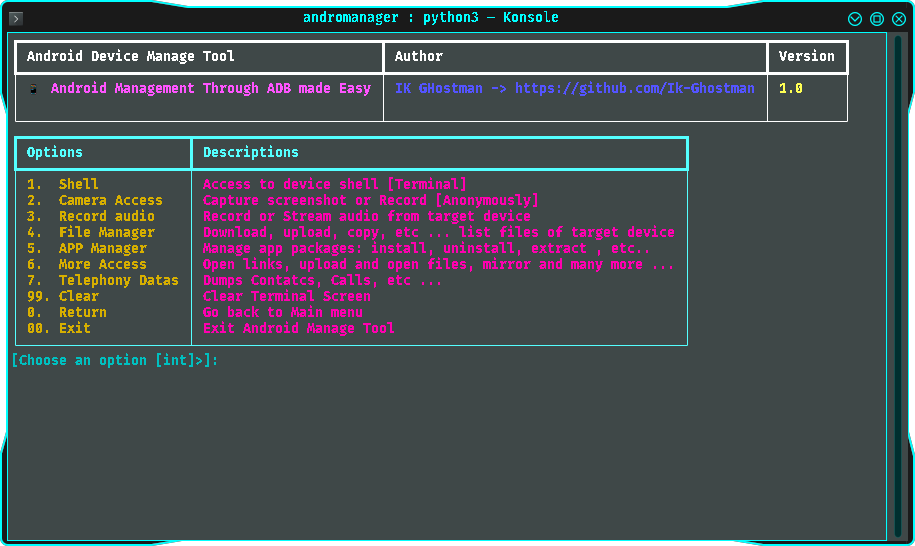 andromanager : python3 — Konsole
Android Device Manage Tool Author Version
Android Management Through ADB made Easy IK GHostman -> https://github.com/Ik-Ghostman 1.0
Options Descriptions
1. Shell Access to device shell [Terminal]
2. Camera Access Capture screenshot or Record [Anonymously]
3. Record audio Record or Stream audio from target device
4. File Manager Download, upload, copy, etc ... list files of target device
5. APP Manager Manage app packages: install, uninstall, extract , etc..
6. More Access Open links, upload and open files, mirror and many more ...
7. Telephony Datas Dumps Contatcs, Calls, etc ...
99. Clear Clear Terminal Screen
0. Return Go back to Main menu
00. Exit Exit Android Manage Tool
[Choose an option [int]>]: